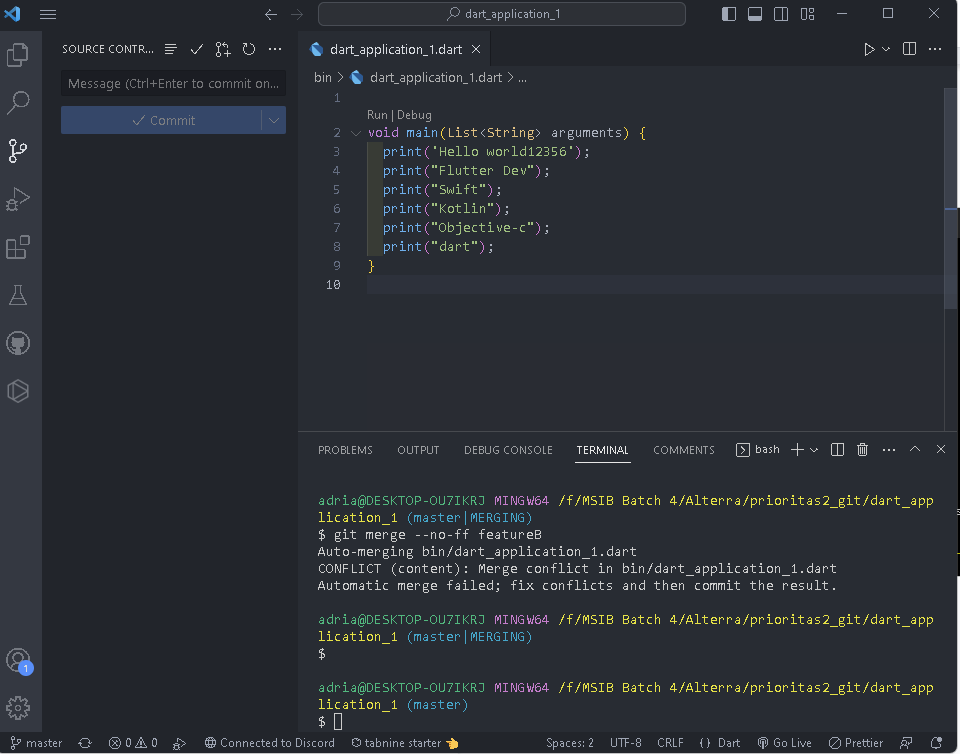 dart_application_1
SOURCE CONTR...
Message (Ctrl+Enter to commit on...
Commit
dart_application_1.dart
bin > dart_application_1.dart > ...
1
Run | Debug
2 void main(List<String> arguments) {
3 print('Hello world12356');
4 print("Flutter Dev");
5 print("Swift");
6 print("Kotlin");
7 print("Objective-c");
8 print("dart");
9 }
10
PROBLEMS OUTPUT DEBUG CONSOLE TERMINAL COMMENTS bash
adria@DESKTOP-OU7IKRJ MINGW64 /f/MSIB Batch 4/Alterra/prioritas2_git/dart_app
lication_1 (master|MERGING)
$ git merge --no-ff featureB
Auto-merging bin/dart_application_1.dart
CONFLICT (content): Merge conflict in bin/dart_application_1.dart
Automatic merge failed; fix conflicts and then commit the result.
adria@DESKTOP-OU7IKRJ MINGW64 /f/MSIB Batch 4/Alterra/prioritas2_git/dart_app
lication_1 (master|MERGING)
$
adria@DESKTOP-OU7IKRJ MINGW64 /f/MSIB Batch 4/Alterra/prioritas2_git/dart_app
lication_1 (master)
$
1
master 0 0 Connected to Discord tabnine starter 👈 Spaces: 2 UTF-8 CRLF {} Dart Go Live Prettier